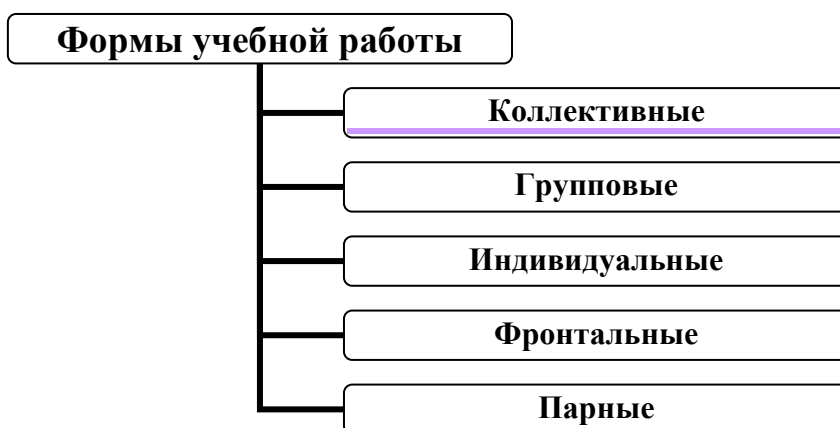 Формы учебной работы
Коллективные
Групповые
Индивидуальные
Фронтальные
Парные